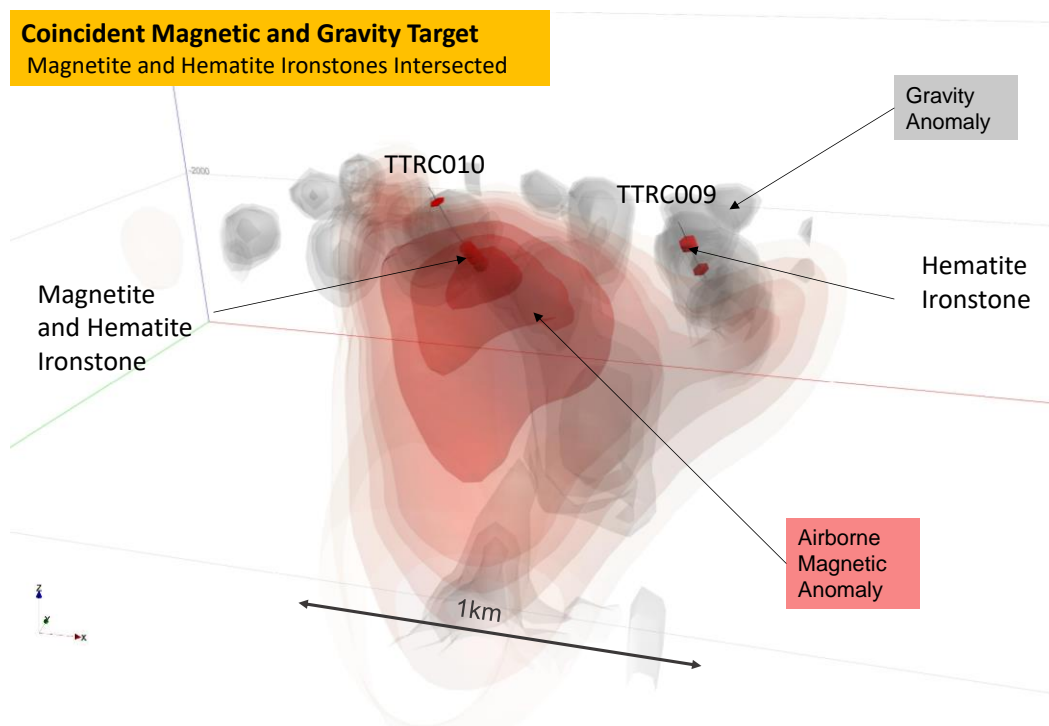 Coincident Magnetic and Gravity Target
Magnetite and Hematite Ironstones Intersected
Gravity
Anomaly
-2000
TTRC010
TTRC009
Hematite
Ironstone
Magnetite
and Hematite
Ironstone
Airborne
Magnetic
Anomaly
1km
Z
Y
X